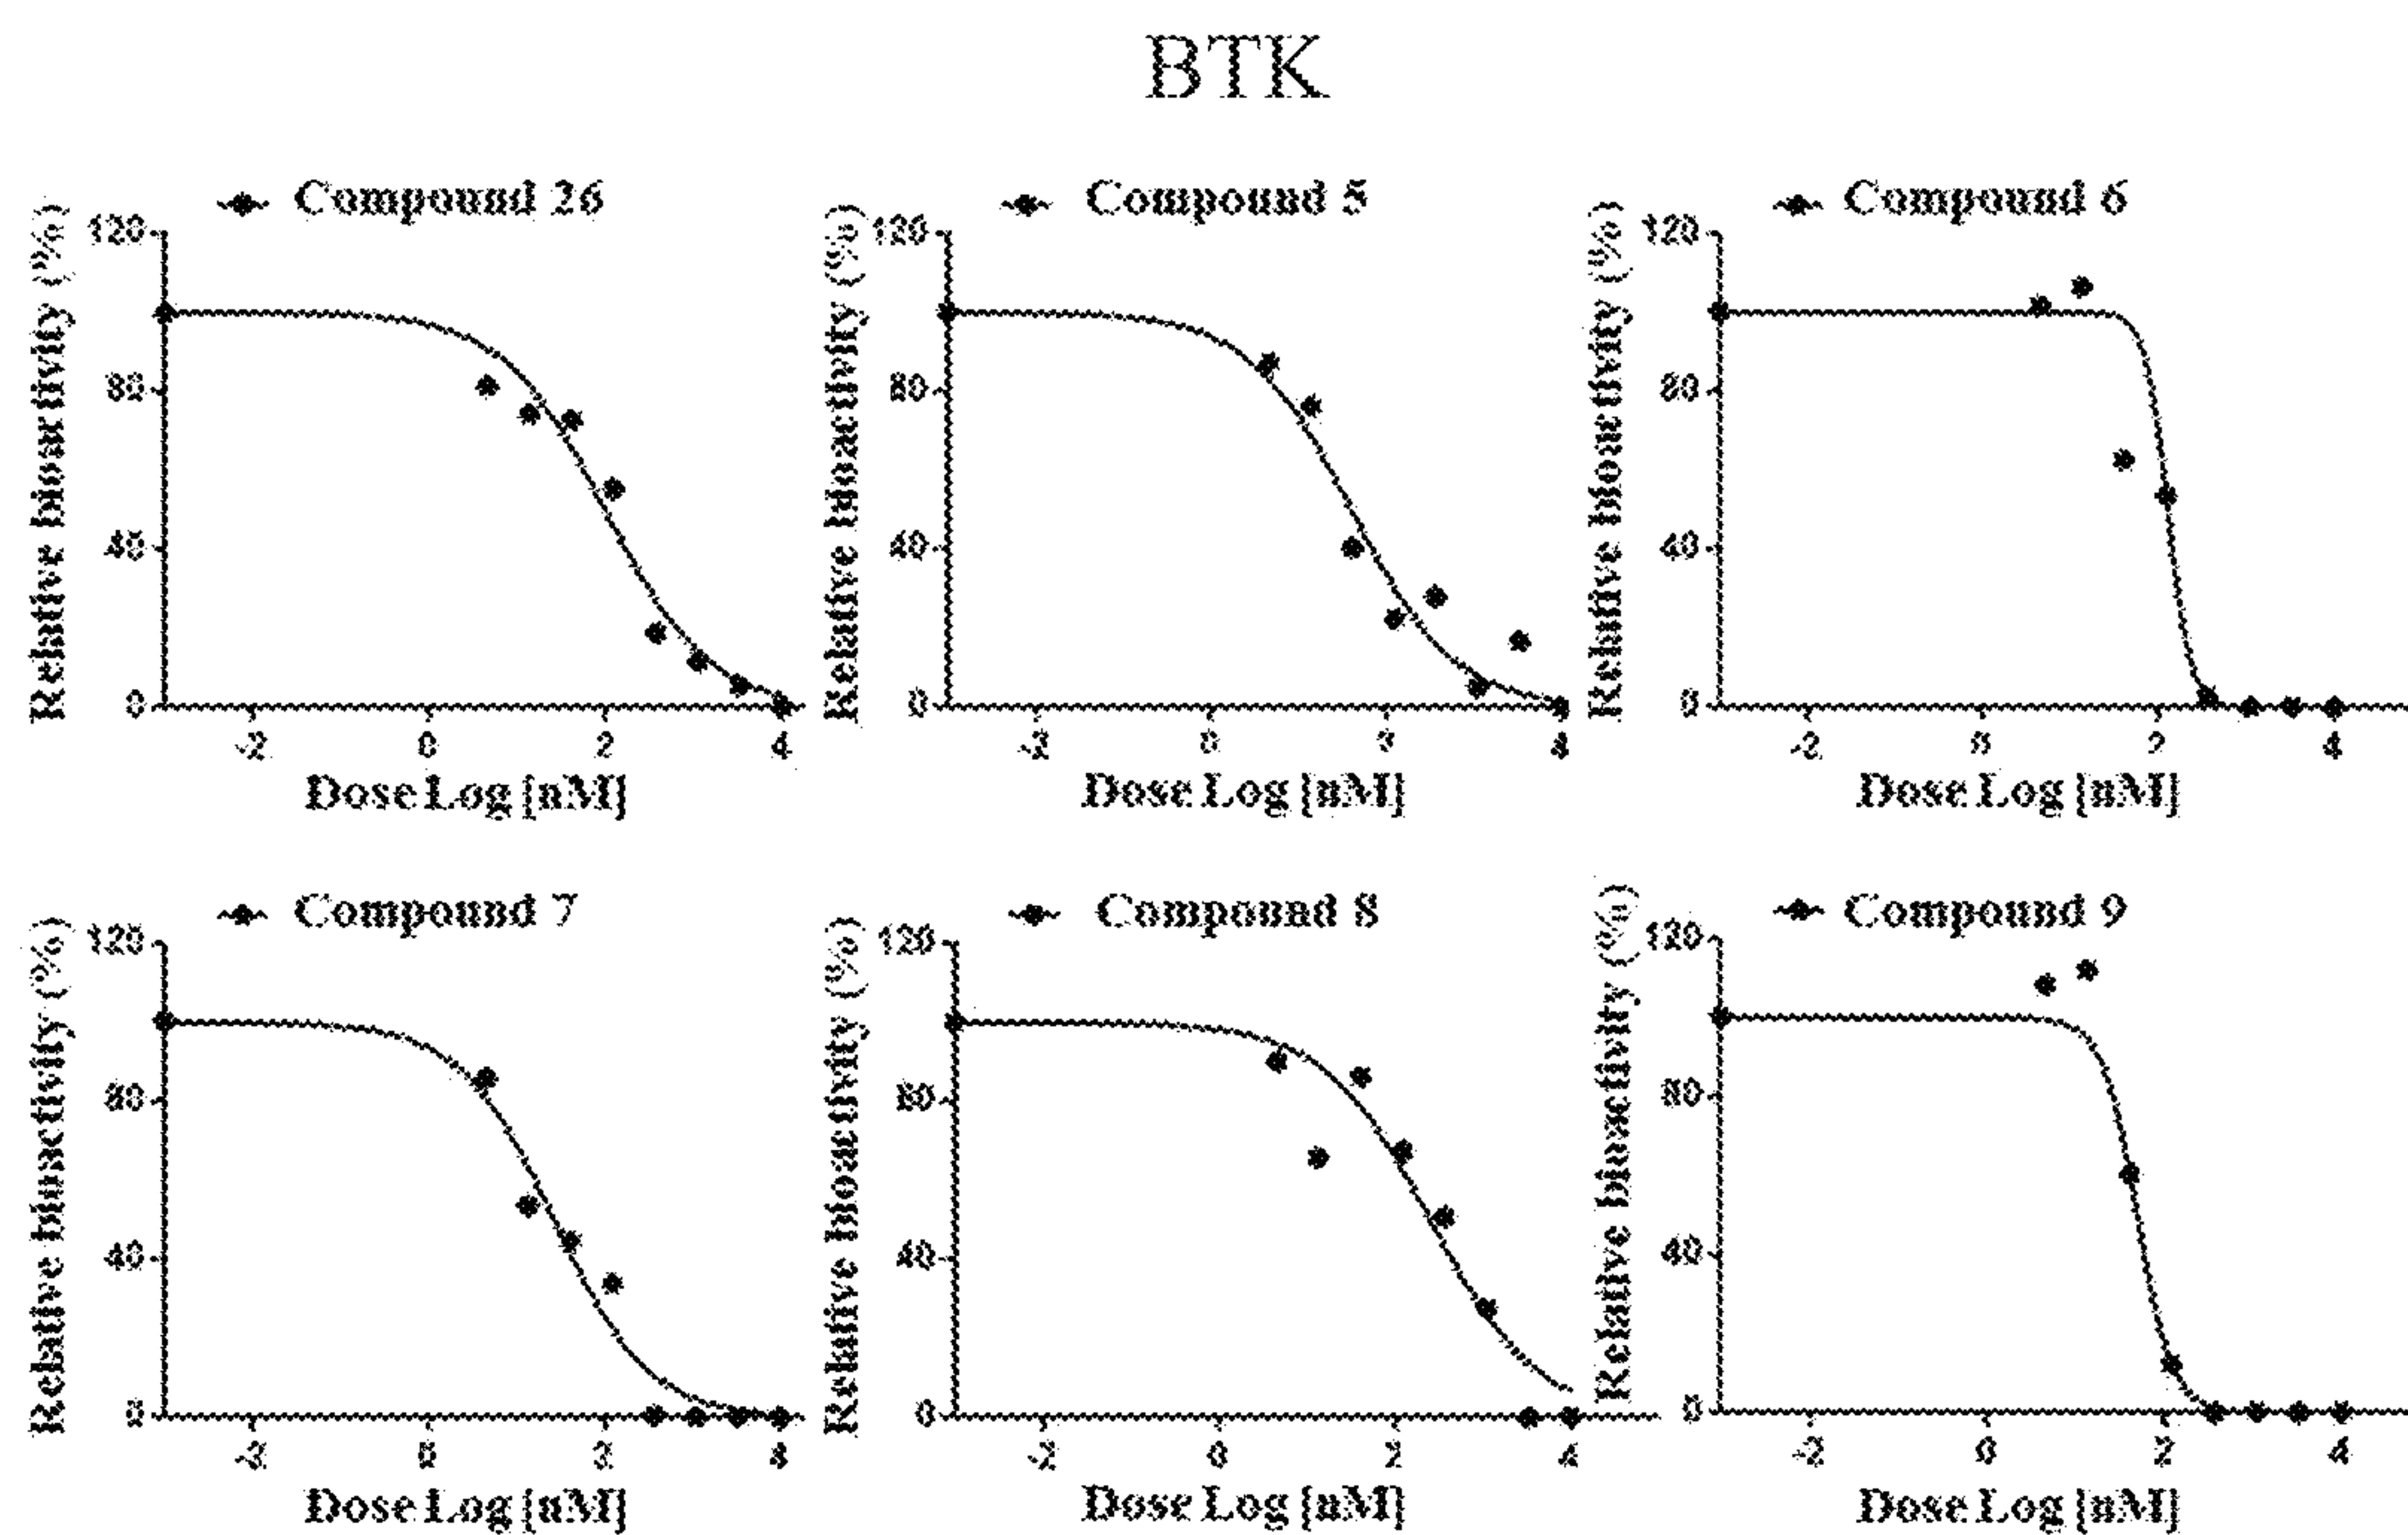 BTK
Compound 26
Compound 5
Compound 6
Relative bioactivity (%)
120
80
40
0
-2
0
2
4
Dose Log [nM]
Relative bioactivity (%)
120
80
40
0
-2
0
2
4
Dose Log [nM]
Relative bioactivity (%)
120
80
40
0
-2
0
2
4
Dose Log [nM]
Compound 7
Compound 8
Compound 9
Relative bioactivity (%)
120
80
40
0
-2
0
2
4
Dose Log [nM]
Relative bioactivity (%)
120
80
40
0
-2
0
2
4
Dose Log [nM]
Relative bioactivity (%)
120
80
40
0
-2
0
2
4
Dose Log [nM]